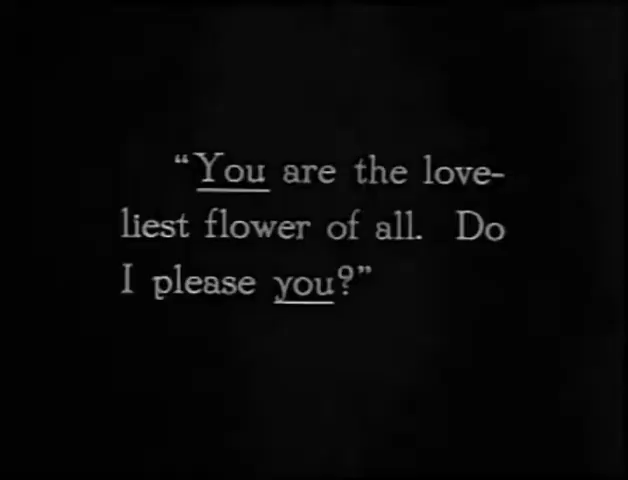 “You are the love-
liest flower of all. Do
I please you?”